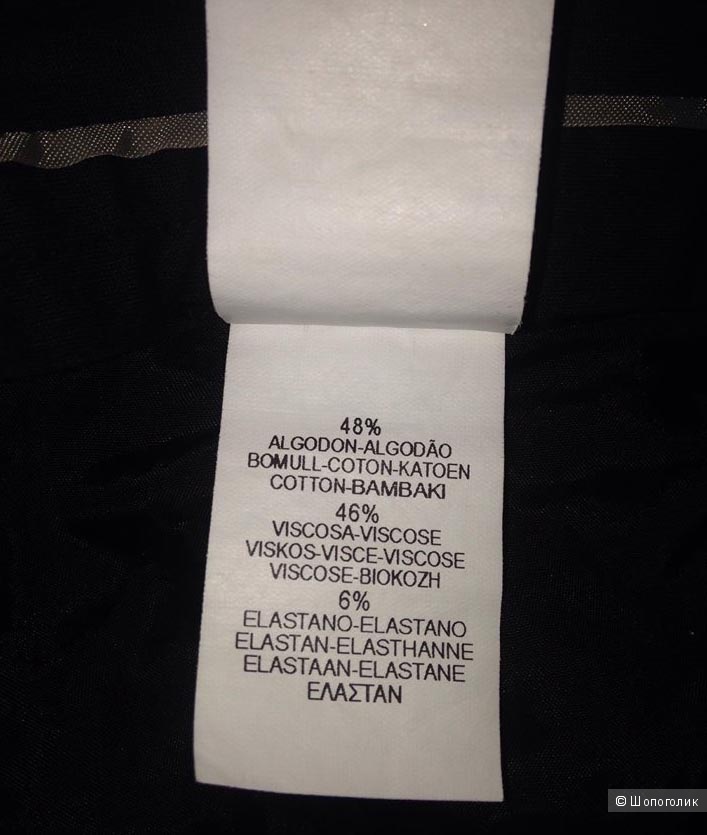 48%
ALGODON-ALGODÃO
BOMULL-COTON-KATOEN
COTTON-BAMBAKI
46%
VISCOSA-VISCOSE
VISKOS-VISCE-VISCOSE
VISCOSE-ΒΙΟΚΟΖΗ
6%
ELASTANO-ELASTANO
ELASTAN-ELASTHANNE
ELASTAAN-ELASTANE
ΕΛΑΣΤΑΝ
© Шопоголик